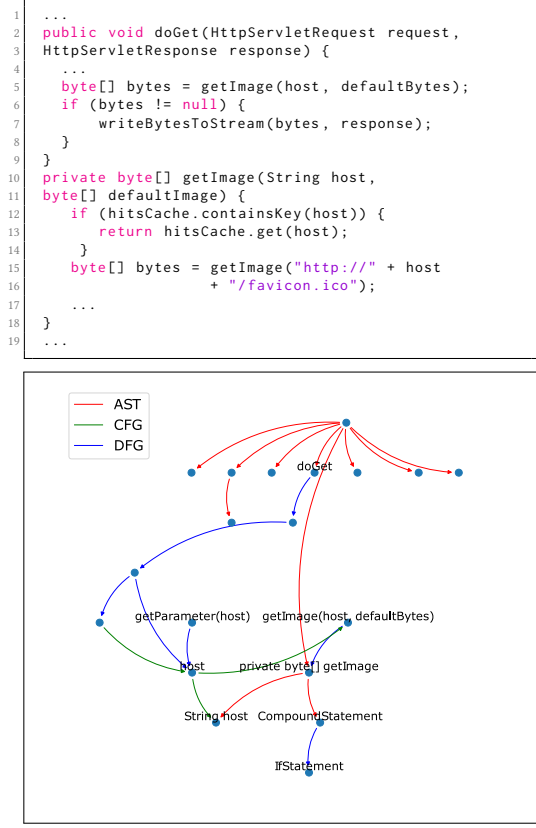 1 ...
2 public void doGet(HttpServletRequest request,
3 HttpServletResponse response) {
4 ...
5 byte[] bytes = getImage(host, defaultBytes);
6 if (bytes != null) {
7 writeBytesToStream(bytes, response);
8 }
9 }
10 private byte[] getImage(String host,
11 byte[] defaultImage) {
12 if (hitsCache.containsKey(host)) {
13 return hitsCache.get(host);
14 }
15 byte[] bytes = getImage("http://" + host
16 + "/favicon.ico");
17 ...
18 }
19 ...
AST
CFG
DFG
doGet
getParameter(host) getImage(host, defaultBytes)
host private byte[] getImage
String host CompoundStatement
IfStatement